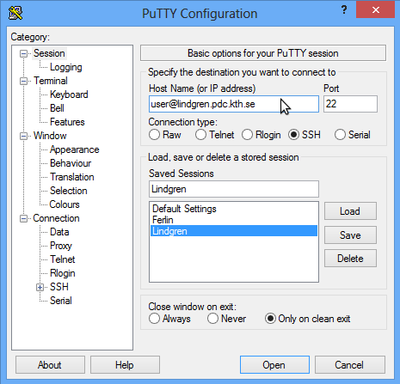 PuTTY Configuration
?
Category:
Session
Logging
Terminal
Keyboard
Bell
Features
Window
Appearance
Behaviour
Translation
Selection
Colours
Connection
Data
Proxy
Telnet
Rlogin
SSH
Serial
Basic options for your PuTTY session
Specify the destination you want to connect to
Host Name (or IP address) Port
user@lindgren.pdc.kth.se 22
Connection type:
Raw Telnet Rlogin SSH Serial
Load, save or delete a stored session
Saved Sessions
Lindgren
Default Settings
Ferlin
Lindgren
Load
Save
Delete
Close window on exit:
Always Never Only on clean exit
About Help Open Cancel